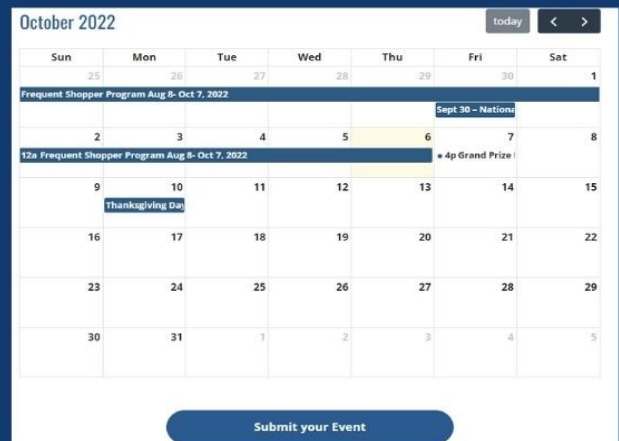 October 2022
today < >
Sun Mon Tue Wed Thu Fri Sat
25 26 27 28 29 30 1
Frequent Shopper Program Aug 8- Oct 7, 2022
Sept 30 – Nationa
2 3 4 5 6 7 8
12a Frequent Shopper Program Aug 8- Oct 7, 2022
• 4p Grand Prize
9 10 11 12 13 14 15
Thanksgiving Day
16 17 18 19 20 21 22
23 24 25 26 27 28 29
30 31 1 2 3 4 5
Submit your Event